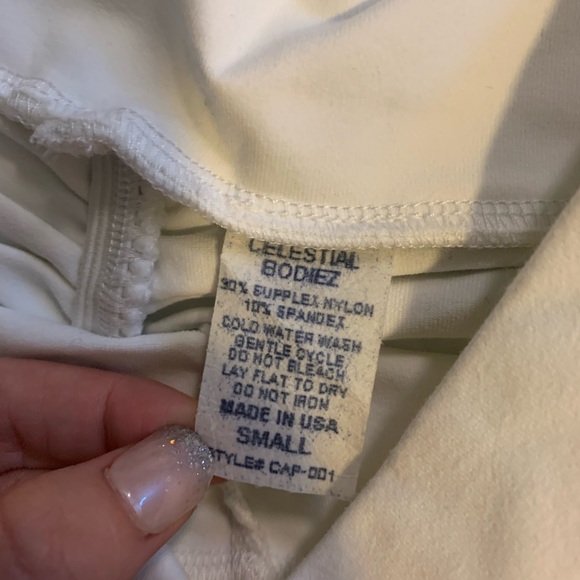 CELESTIAL
BODIEZ
90% SUPPLEX NYLON
10% SPANDEX
COLD WATER WASH
GENTLE CYCLE
DO NOT BLEACH
LAY FLAT TO DRY
DO NOT IRON
MADE IN USA
SMALL
STYLE# CAP-001